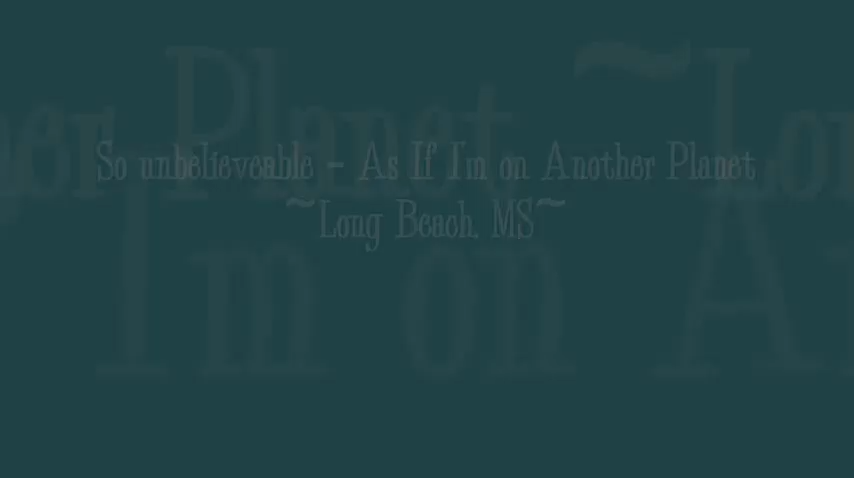 So unbelieveable - As If I'm on Another Planet
~Long Beach, MS~